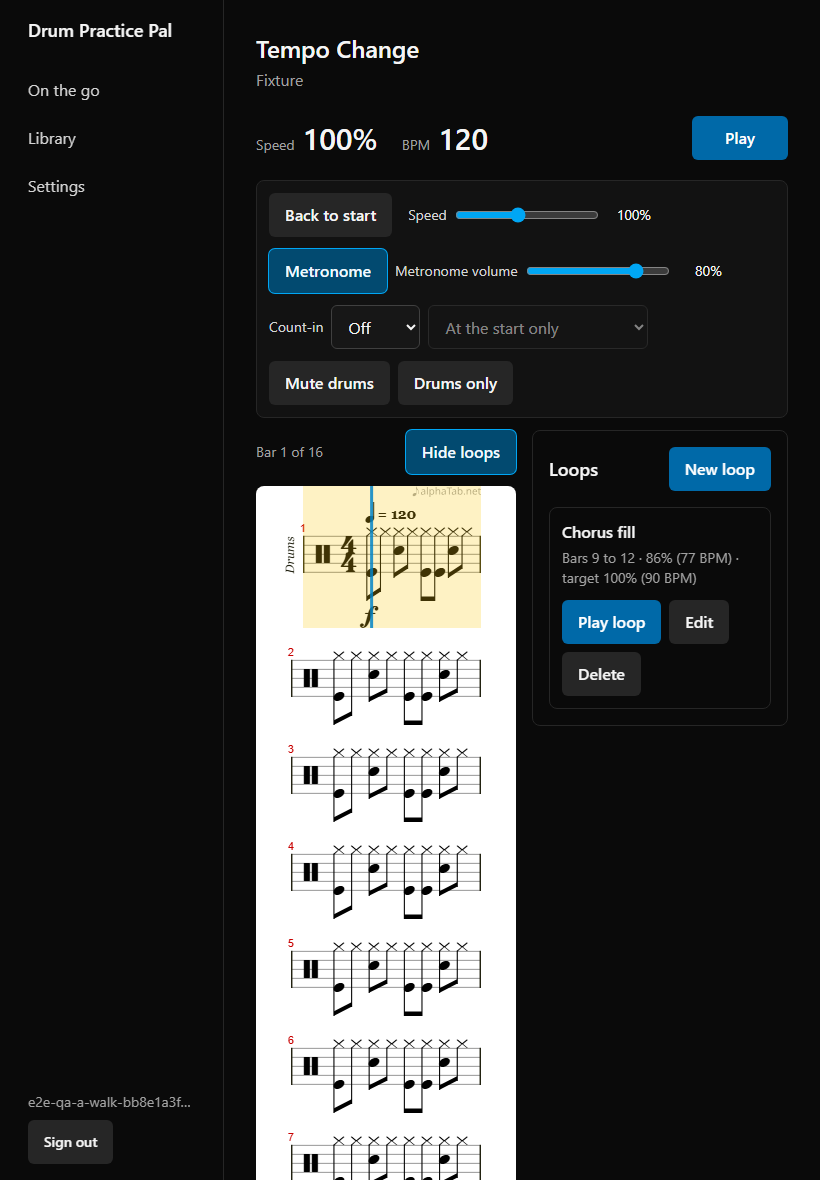 Drum Practice Pal
On the go
Library
Settings
e2e-qa-a-walk-bb8e1a3f...
Sign out
Tempo Change
Fixture
Speed 100% BPM 120
Play
Back to start Speed 100%
Metronome Metronome volume 80%
Count-in Off At the start only
Mute drums Drums only
Bar 1 of 16 Hide loops
alphaTab.net
= 120
1
Drums
4
4
f
2
3
4
5
6
7
Loops New loop
Chorus fill
Bars 9 to 12 · 86% (77 BPM) ·
target 100% (90 BPM)
Play loop Edit
Delete